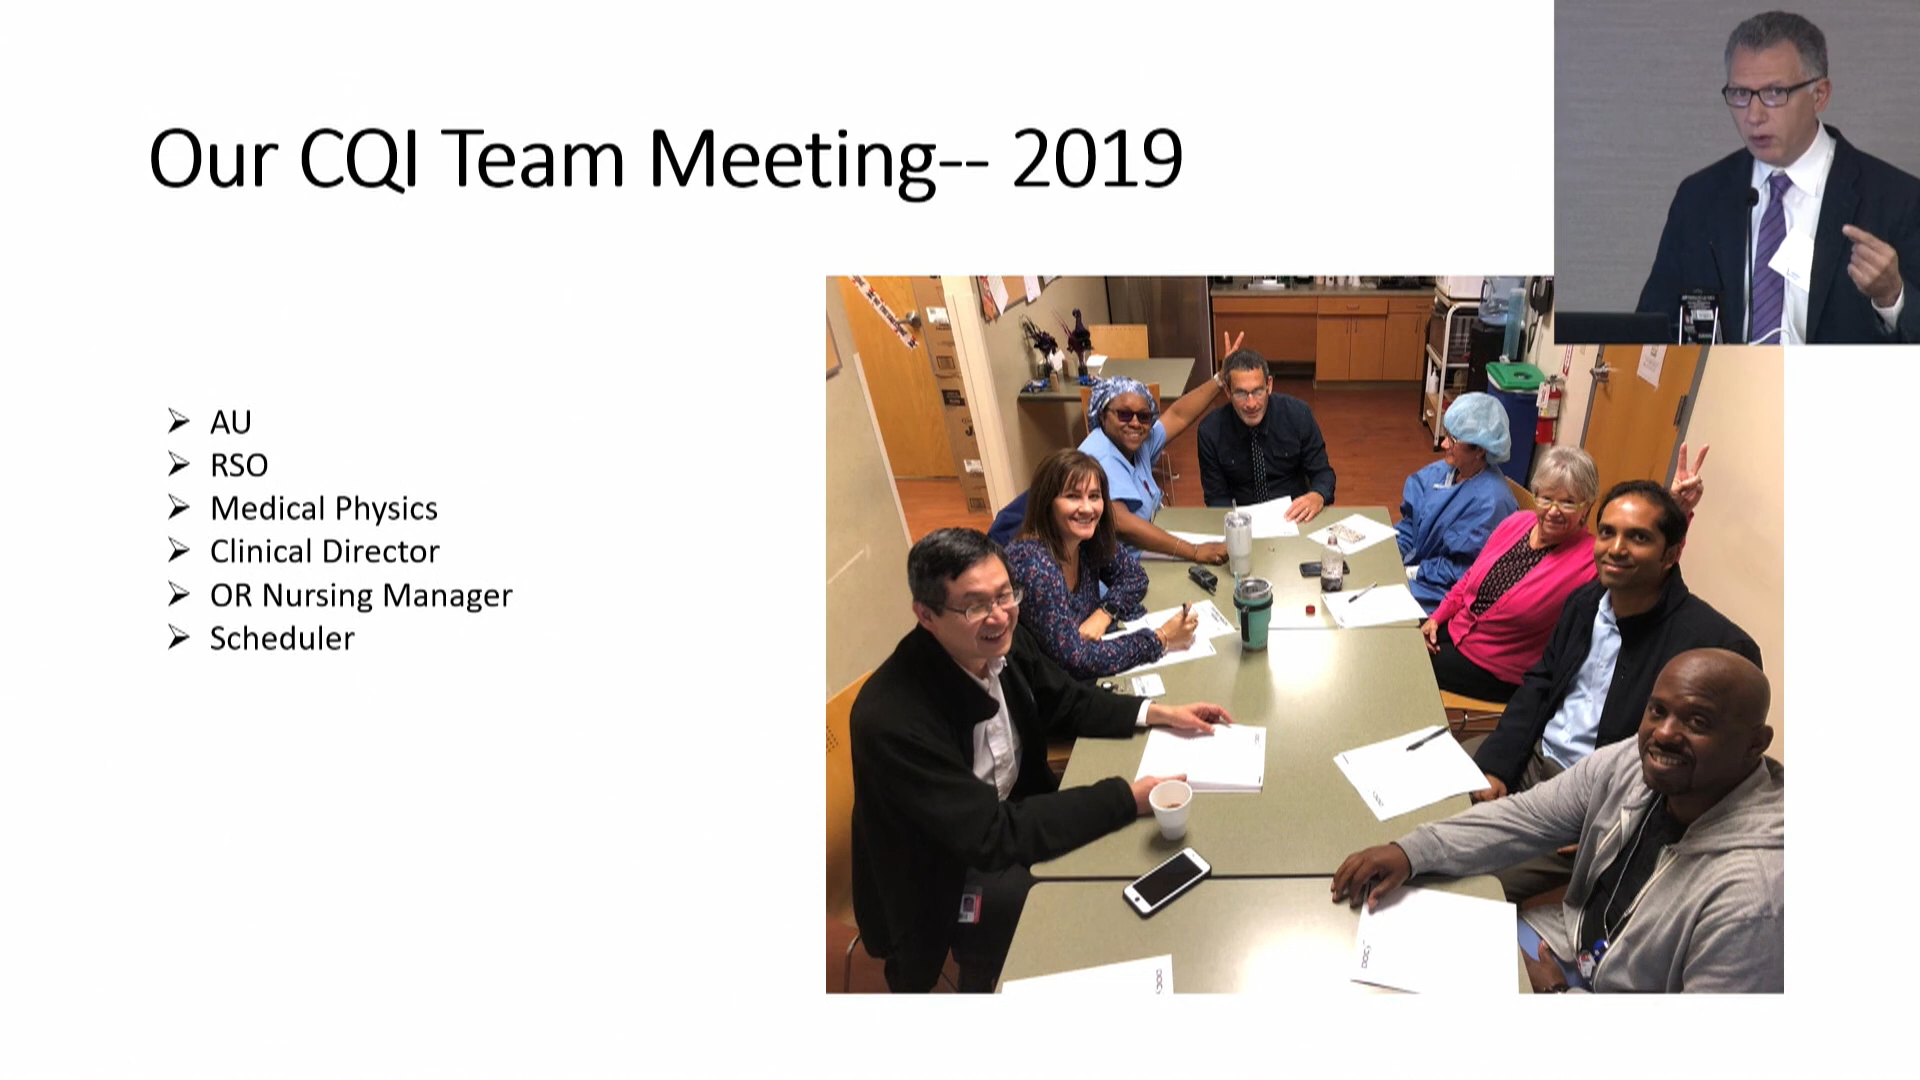 Our CQI Team Meeting-- 2019
AU
RSO
Medical Physics
Clinical Director
OR Nursing Manager
Scheduler